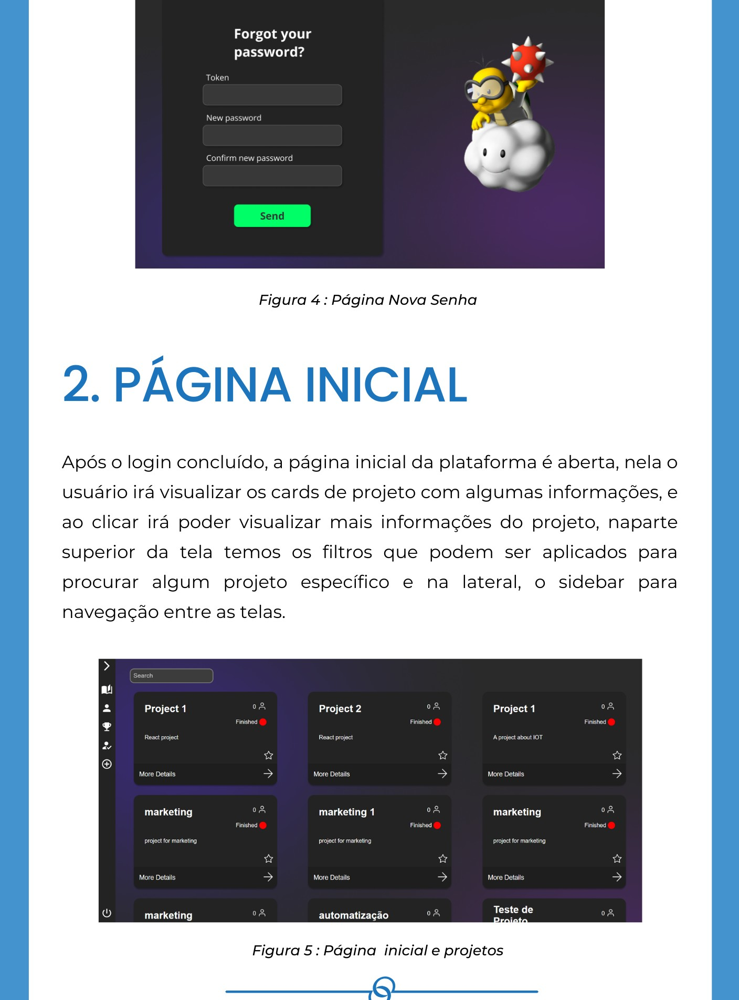 Forgot your
password?
Token
New password
Confirm new password
Send
Figura 4 : Página Nova Senha
2. PÁGINA INICIAL
Após o login concluído, a página inicial da plataforma é aberta, nela o
usuário irá visualizar os cards de projeto com algumas informações, e
ao clicar irá poder visualizar mais informações do projeto, naparte
superior da tela temos os filtros que podem ser aplicados para
procurar algum projeto específico e na lateral, o sidebar para
navegação entre as telas.
Search
Project 1
0
Finished
React project
More Details
Project 2
0
Finished
React project
More Details
Project 1
0
Finished
A project about IOT
More Details
marketing
0
Finished
project for marketing
More Details
marketing 1
0
Finished
project for marketing
More Details
marketing
0
Finished
project for marketing
More Details
marketing
0
automatização
0
Teste de
Projeto
0
Figura 5 : Página  inicial e projetos